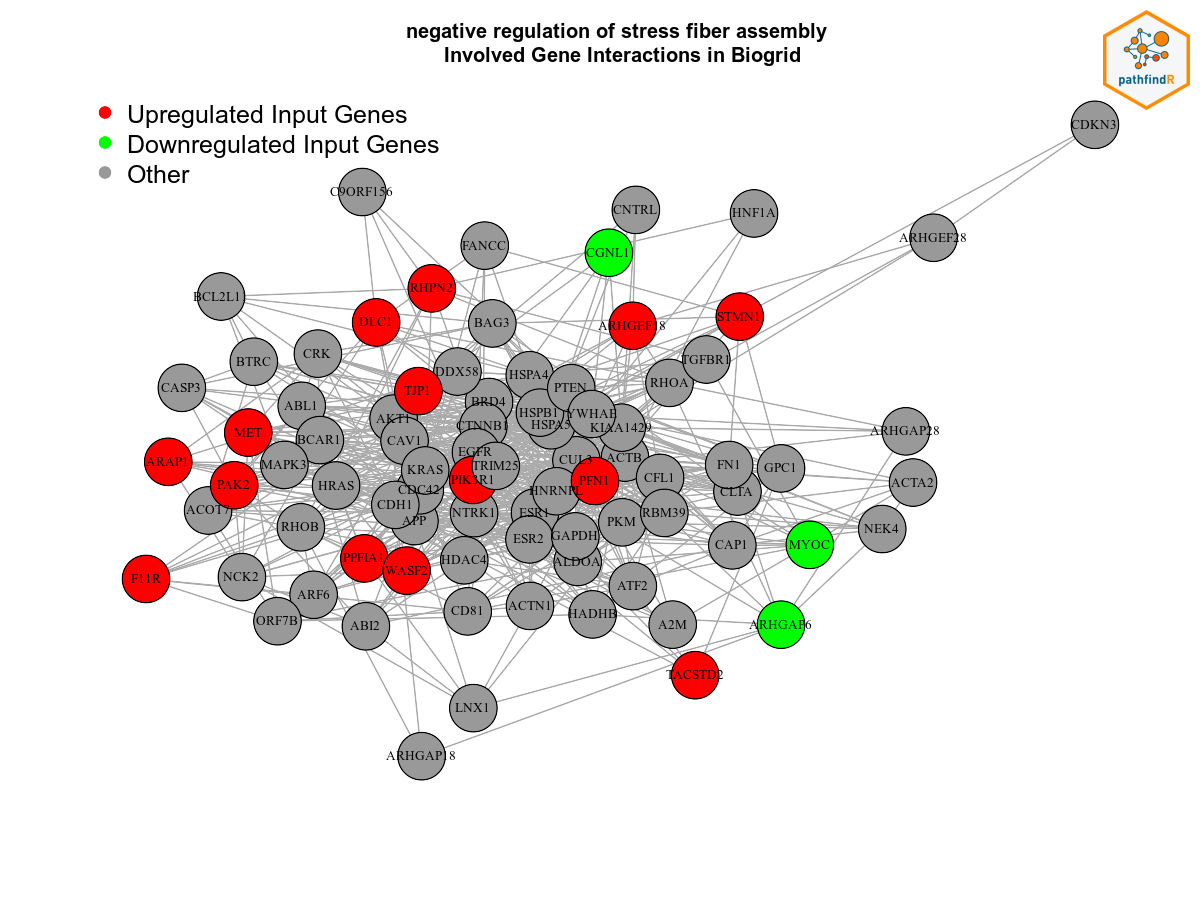 negative regulation of stress fiber assembly
Involved Gene Interactions in Biogrid
pathfindR
Upregulated Input Genes
Downregulated Input Genes
Other
CDKN3
C9ORF156
CNTRL
HNF1A
ARHGEF28
FANCC
CGNL1
RHPN2
BCL2L1
DLC1
BAG3
ARHGEF18
STMN1
CRK
BTRC
TGFBR1
DDX58
HSPA4
RHOA
CASP3
PTEN
TJP1
ABL1
BRD4
HSPB1
YWHAE
AKT1
CTNNB1
HSPA5
KIAA1429
MET
ARHGAP28
BCAR1
CAV1
EGFR
ARAP1
MAPK3
KRAS
TRIM25
CUL3
ACTB
FN1
GPC1
PAK2
HRAS
CDC42
PIK3R1
PFN1
CFL1
ACTA2
HNRNPL
CLTA
ACOT7
CDH1
NTRK1
ESR1
RBM39
RHOB
APP
PKM
NEK4
ESR2
GAPDH
CAP1
MYOC
PPFIA1
HDAC4
ALDOA
WASF2
F11R
NCK2
ATF2
ARF6
CD81
ACTN1
HADHB
ORF7B
ABI2
A2M
ARHGAP6
TACSTD2
LNX1
ARHGAP18